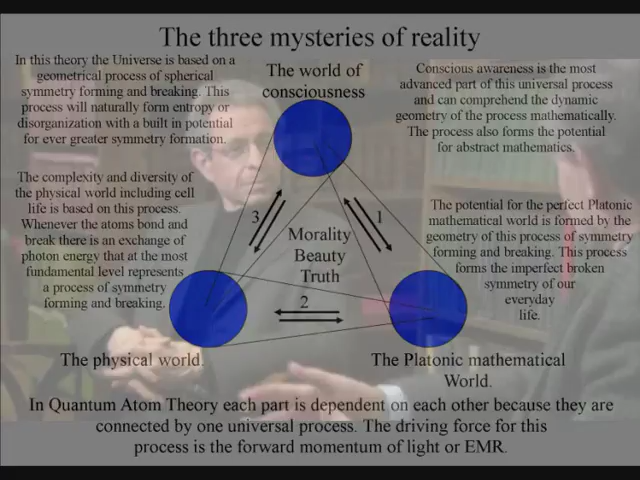 The three mysteries of reality
In this theory the Universe is based on a
geometrical process of spherical
symmetry forming and breaking. This
process will naturally form entropy or
disorganization with a built in potential
for ever greater symmetry formation.
The world of
consciousness
Conscious awareness is the most
advanced part of this universal process
and can comprehend the dynamic
geometry of the process mathematically.
The process also forms the potential
for abstract mathematics.
The complexity and diversity of
the physical world including cell
life is based on this process.
Whenever the atoms bond and
break there is an exchange of
photon energy that at the most
fundamental level represents
a process of symmetry
forming and breaking.
3
1
Morality
Beauty
Truth
2
The potential for the perfect Platonic
mathematical world is formed by the
geometry of this process of symmetry
forming and breaking. This process
forms the imperfect broken
symmetry of our
everyday
life.
The physical world.
The Platonic mathematical
World.
In Quantum Atom Theory each part is dependent on each other because they are
connected by one universal process. The driving force for this
process is the forward momentum of light or EMR.